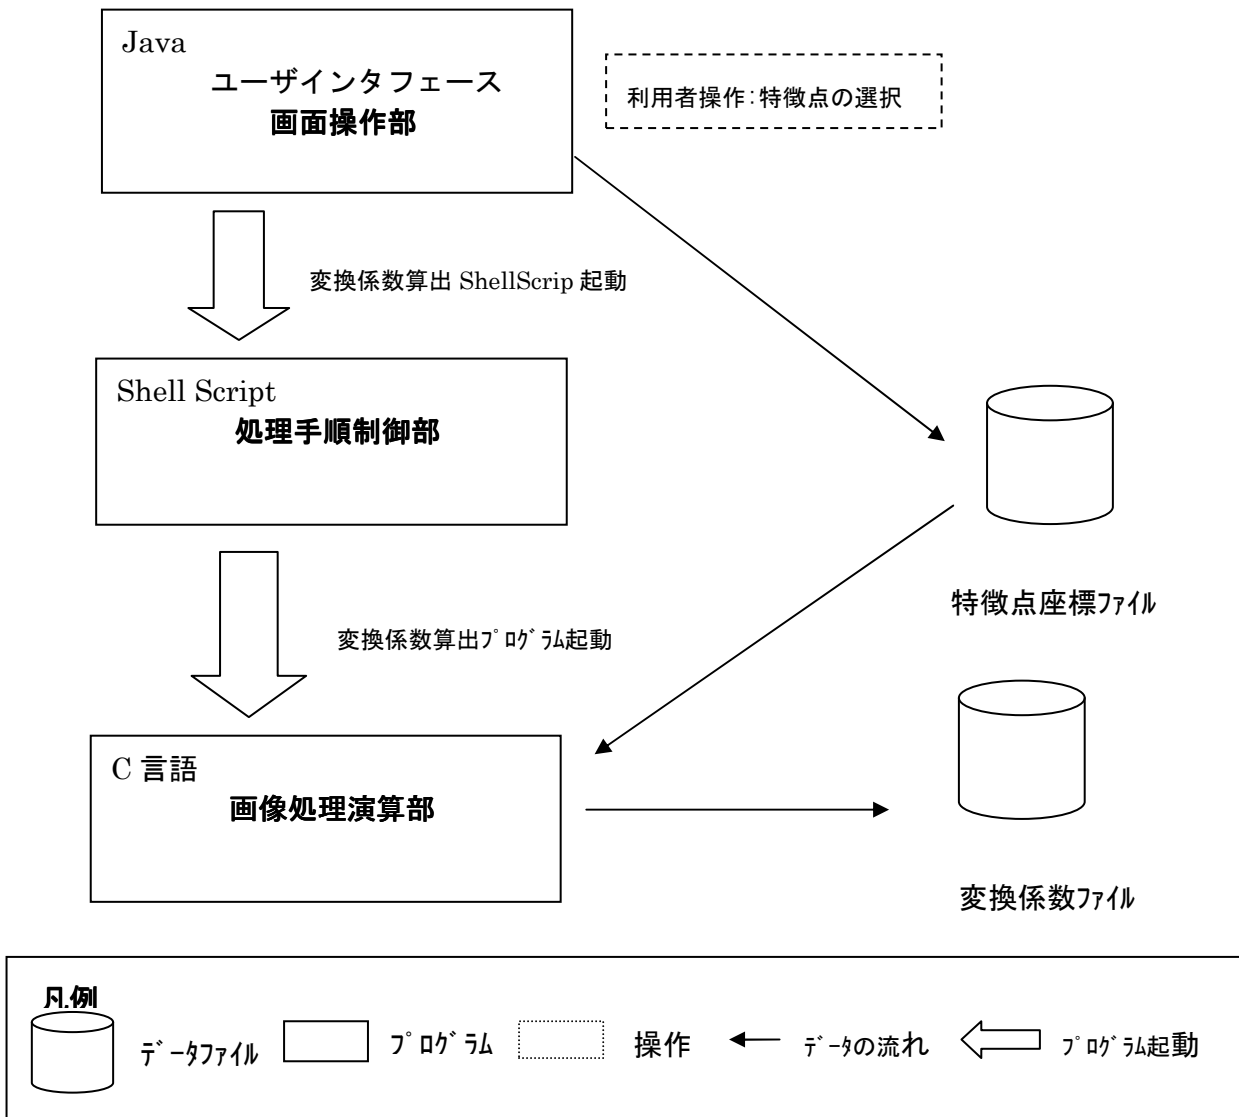 Java
ユーザインタフェース
画面操作部
利用者操作:特徴点の選択
変換係数算出 ShellScrip 起動
Shell Script
処理手順制御部
特徴点座標ファイル
変換係数算出プログラム起動
C 言語
画像処理演算部
変換係数ファイル
凡例
データファイル
プログラム
操作
データの流れ
プログラム起動